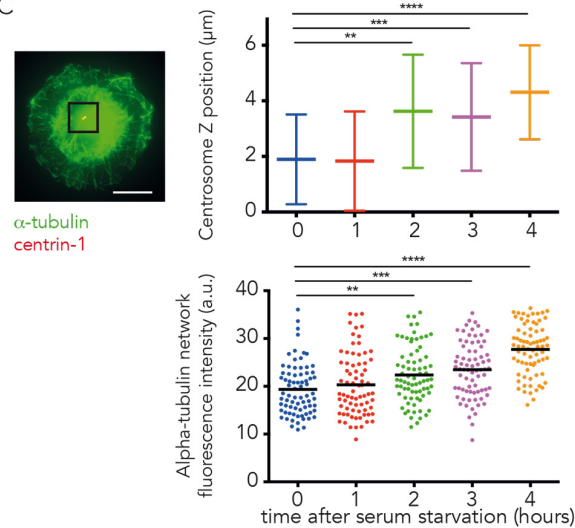 C
α-tubulin
centrin-1
Centrosome Z position (µm)
6
4
2
0
0 1 2 3 4
**
***
****
Alpha-tubulin network
fluorescence intensity (a.u.)
40
30
20
10
0
0 1 2 3 4
**
***
****
time after serum starvation (hours)